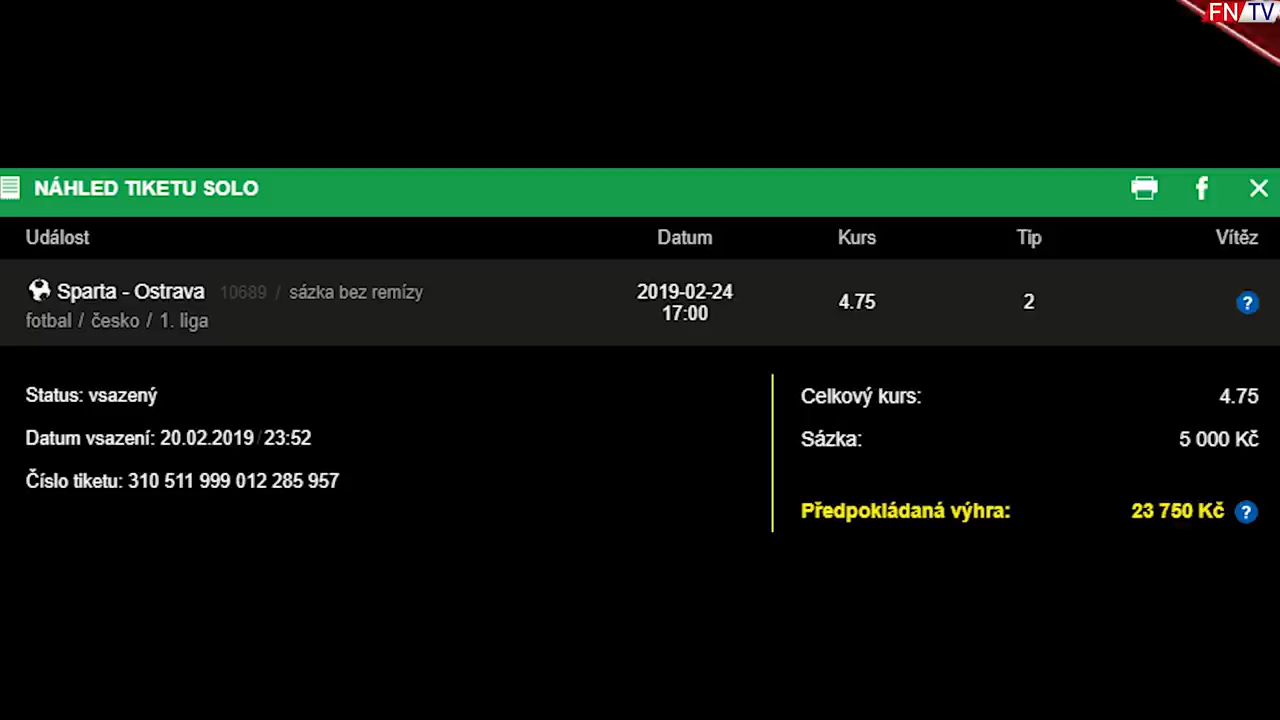 FN TV
NÁHLED TIKETU SOLO
Událost Datum Kurs Tip Vítěz
Sparta - Ostrava 10689 / sázka bez remízy 2019-02-24 17:00 4.75 2 ?
fotbal / česko / 1. liga
Status: vsazený
Datum vsazení: 20.02.2019 / 23:52
Číslo tiketu: 310 511 999 012 285 957
Celkový kurs: 4.75
Sázka: 5 000 Kč
Předpokládaná výhra: 23 750 Kč ?